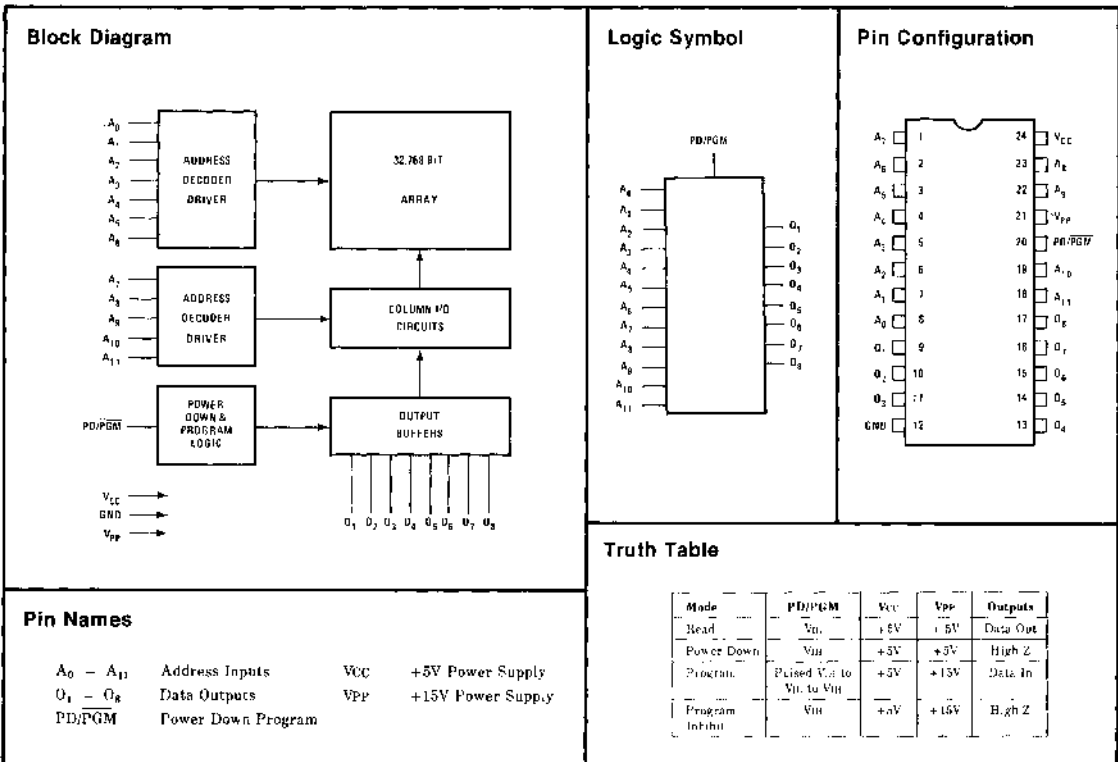 Block Diagram
A0
A1
A2
A3
A4
A5
A6
ADDRESS
DECODER
DRIVER
32,768 BIT
ARRAY
A7
A8
A9
A10
A11
ADDRESS
DECODER
DRIVER
COLUMN I/O
CIRCUITS
PD/PGM
POWER
DOWN &
PROGRAM
LOGIC
OUTPUT
BUFFERS
VCC
GND
VPP
O1 O2 O3 O4 O5 O6 O7 O8
Logic Symbol
PD/PGM
A0
A1
A2
A3
A4
A5
A6
A7
A8
A9
A10
A11
O1
O2
O3
O4
O5
O6
O7
O8
Pin Configuration
A7 1 24 VCC
A6 2 23 A8
A5 3 22 A9
A4 4 21 VPP
A3 5 20 PD/PGM
A2 6 19 A10
A1 7 18 A11
A0 8 17 O8
O1 9 16 O7
O2 10 15 O6
O3 11 14 O5
GND 12 13 O4
Pin Names
A0 – A11 Address Inputs VCC +5V Power Supply
O1 – O8 Data Outputs VPP +15V Power Supply
PD/PGM Power Down Program
Truth Table
Mode PD/PGM VCC VPP Outputs
Read VIL +5V +5V Data Out
Power Down VIH +5V +5V High Z
Program Pulsed VIH to VIL to VIH +5V +15V Data In
Program Inhibit VIH +5V +15V High Z